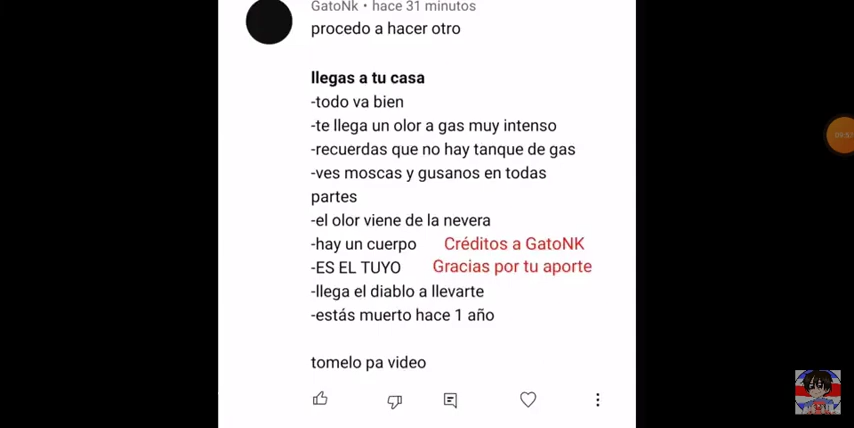 GatoNk • hace 31 minutos
procedo a hacer otro
llegas a tu casa
-todo va bien
-te llega un olor a gas muy intenso
-recuerdas que no hay tanque de gas
-ves moscas y gusanos en todas
partes
-el olor viene de la nevera
-hay un cuerpo Créditos a GatoNK
-ES EL TUYO Gracias por tu aporte
-llega el diablo a llevarte
-estás muerto hace 1 año
tomelo pa video